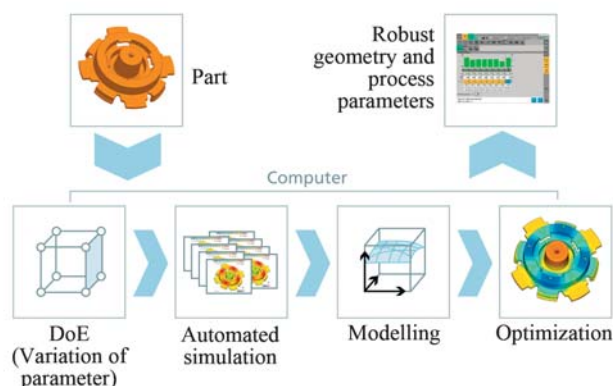 Part
Robust
geometry and
process
parameters
Computer
DoE
(Variation of
parameter)
Automated
simulation
Modelling
Optimization